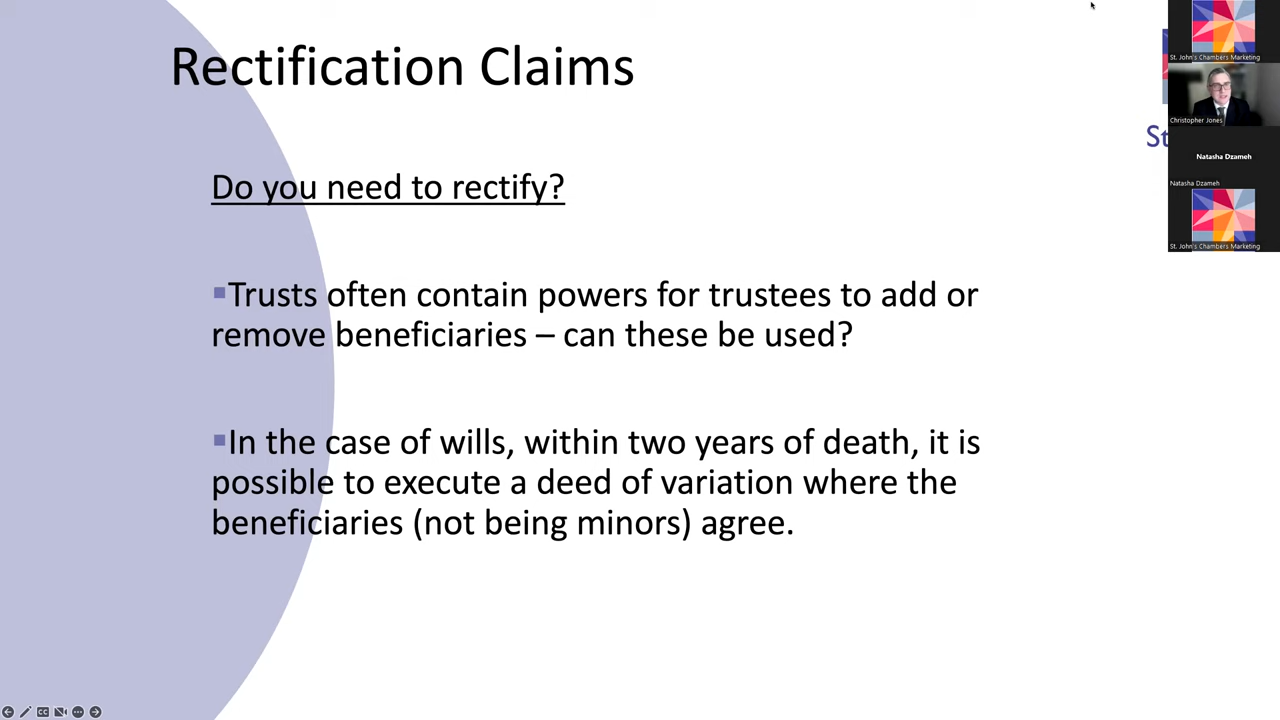 Rectification Claims
Do you need to rectify?
▪Trusts often contain powers for trustees to add or
remove beneficiaries – can these be used?
▪In the case of wills, within two years of death, it is
possible to execute a deed of variation where the
beneficiaries (not being minors) agree.
St. John's Chambers Marketing
Christopher Jones
St
Natasha Dzameh
Natasha Dzameh
St. John's Chambers Marketing
CC